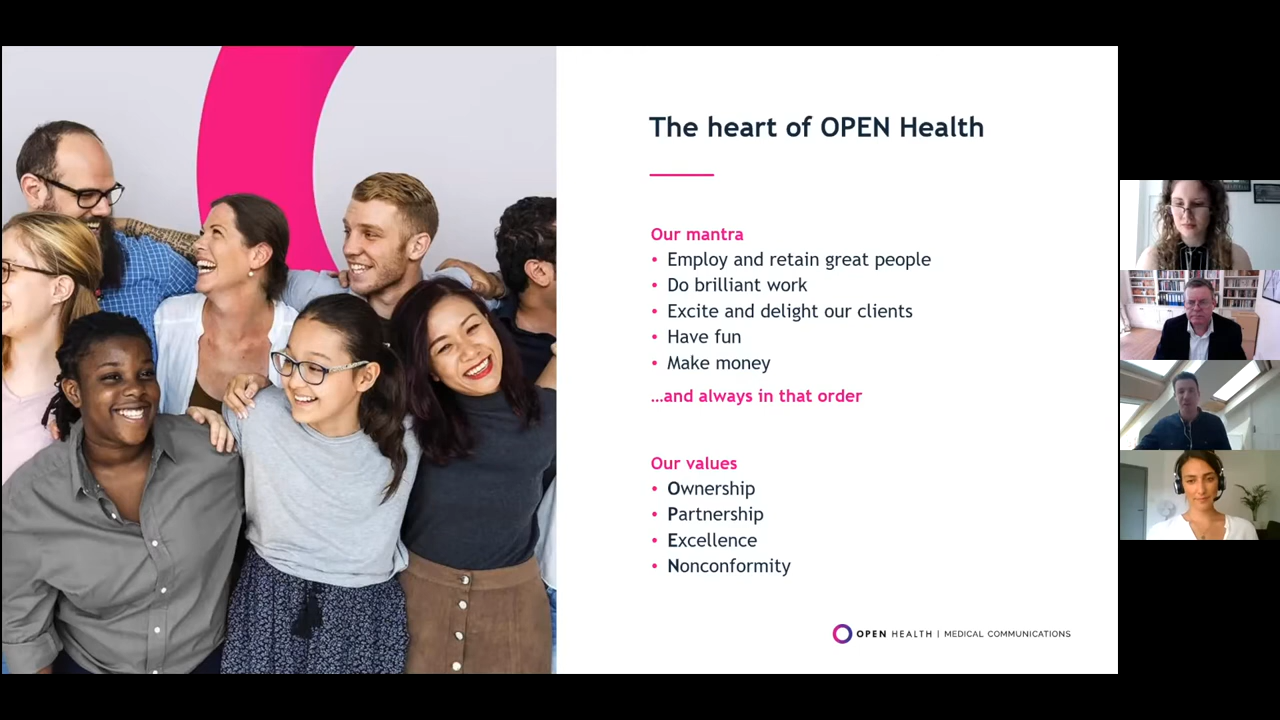 The heart of OPEN Health
Our mantra
• Employ and retain great people
• Do brilliant work
• Excite and delight our clients
• Have fun
• Make money
...and always in that order
Our values
• Ownership
• Partnership
• Excellence
• Nonconformity
OPEN HEALTH | MEDICAL COMMUNICATIONS